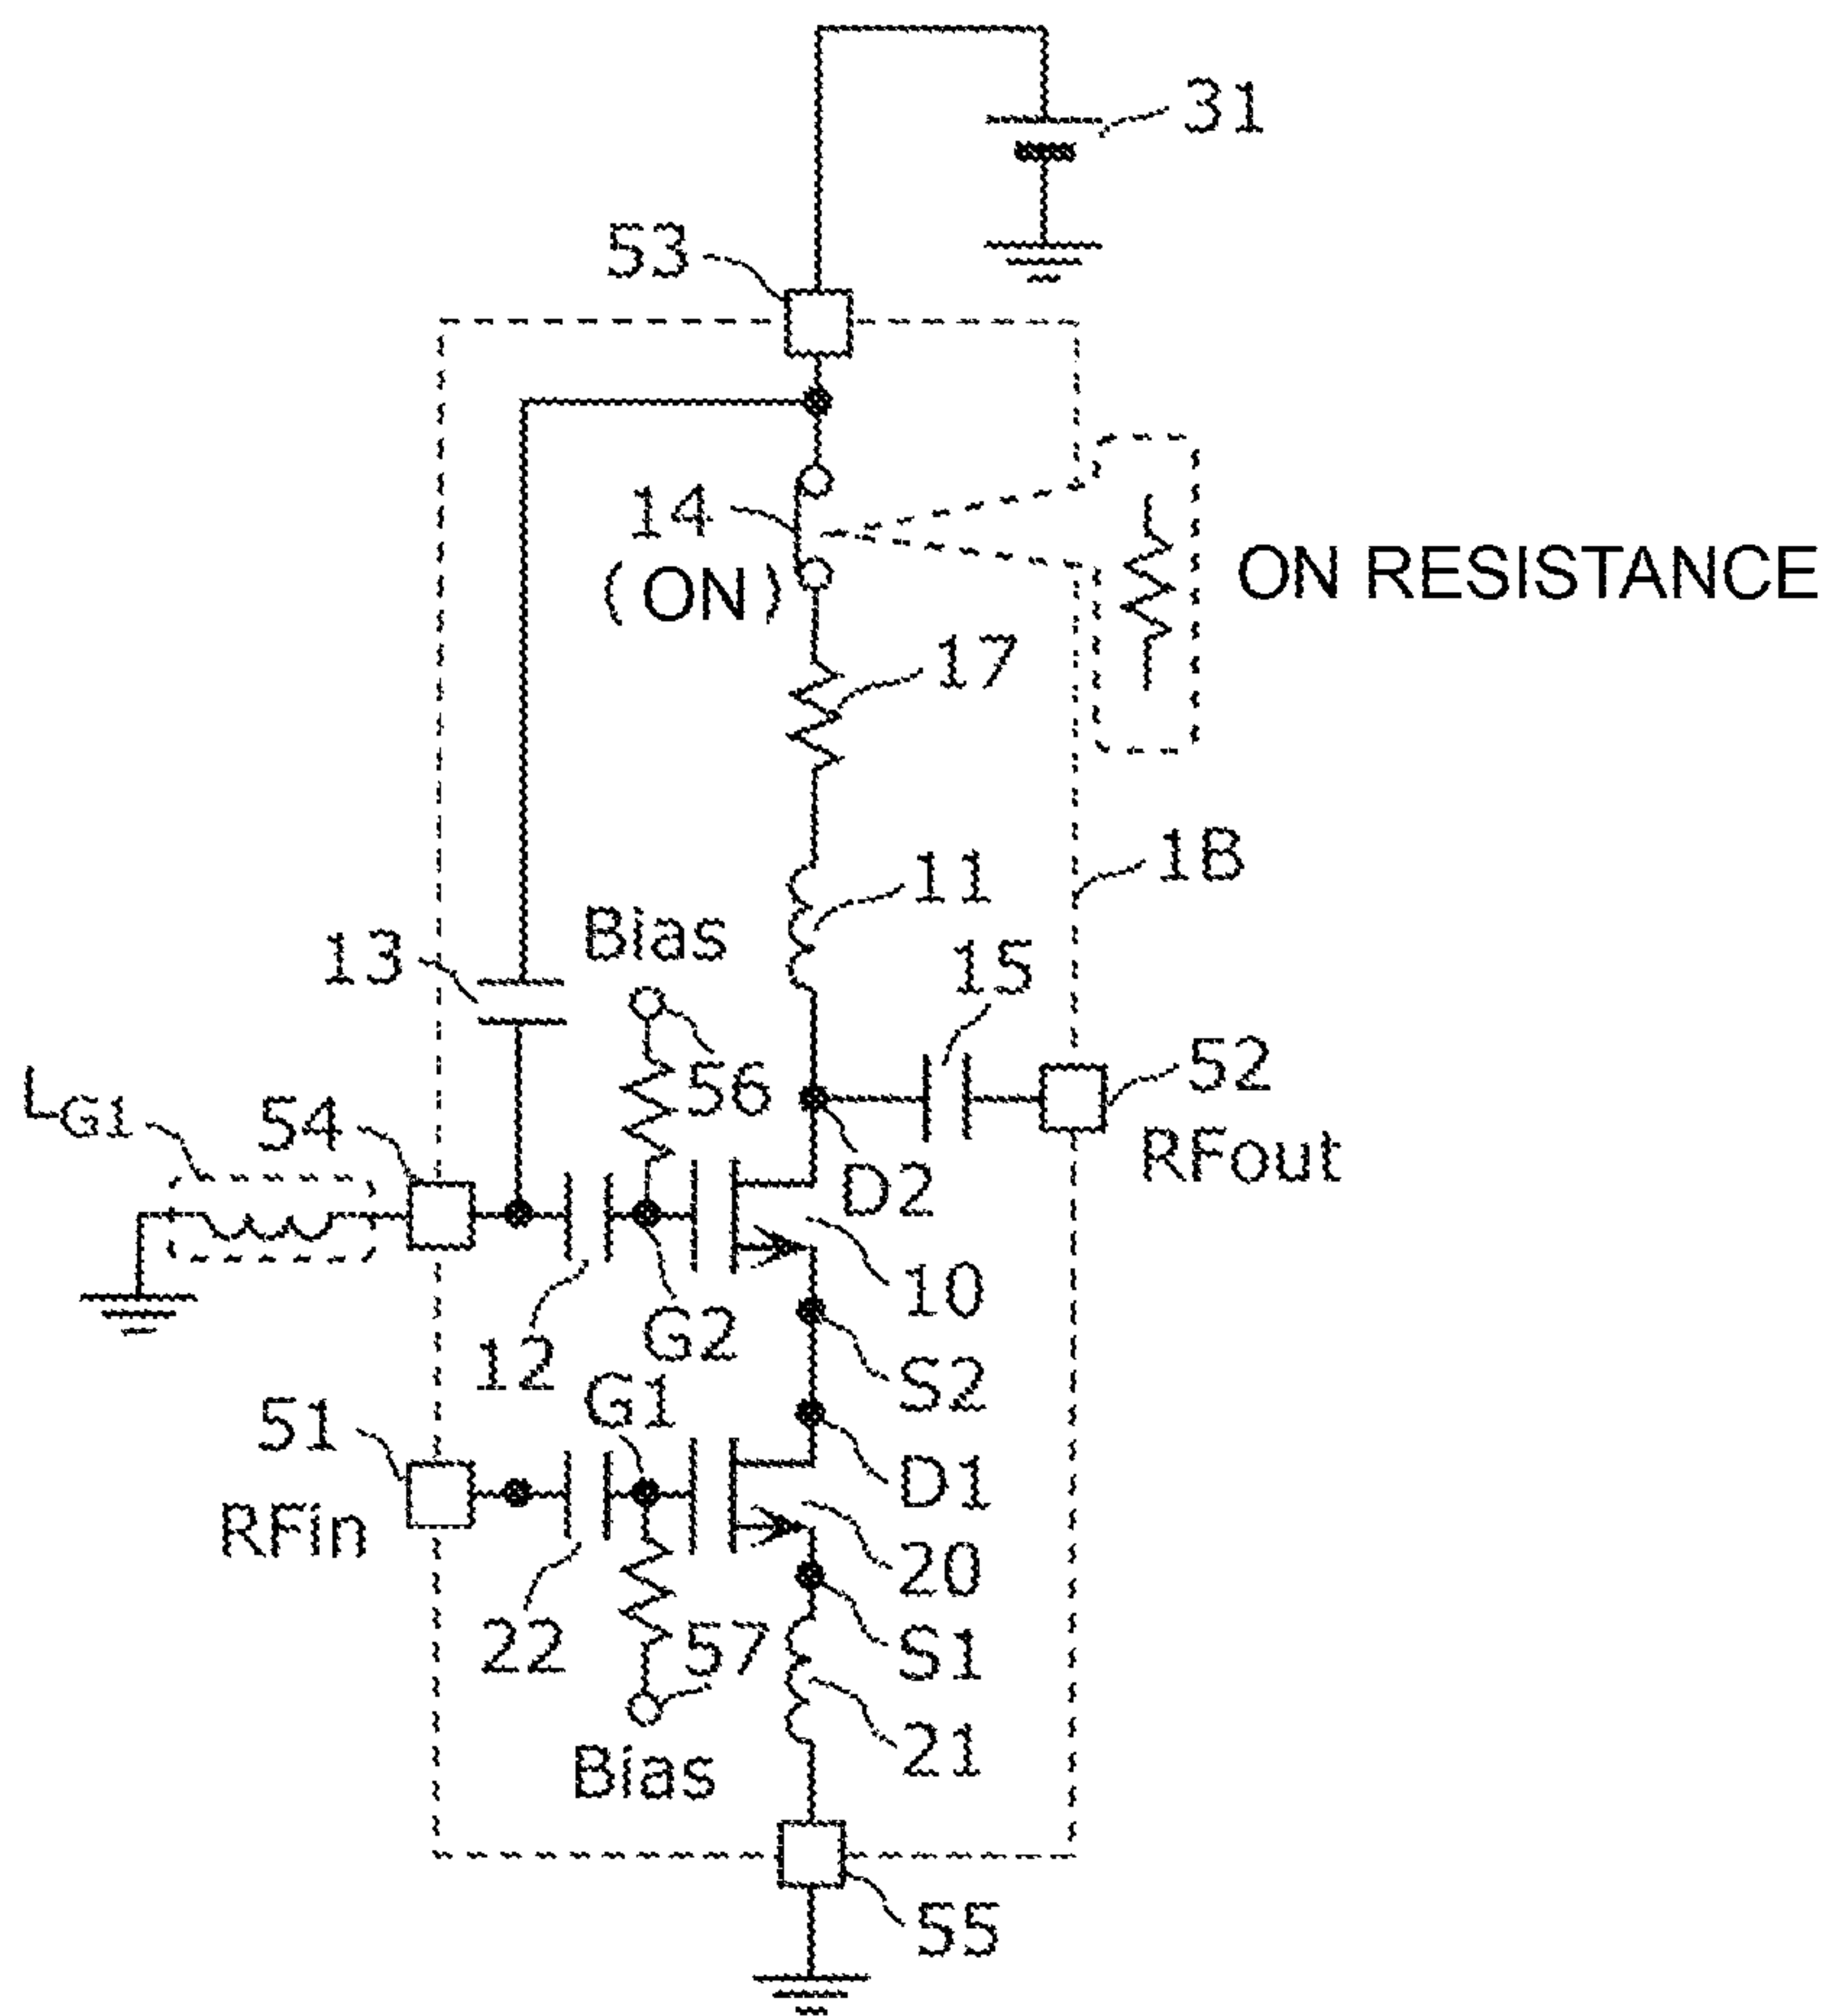 31
53
14
(ON)
ON RESISTANCE
17
1B
11
Bias
15
13
56
52
LG1
54
RFout
D2
10
12
G2
S2
G1
51
D1
RFin
20
22
57
S1
21
Bias
55